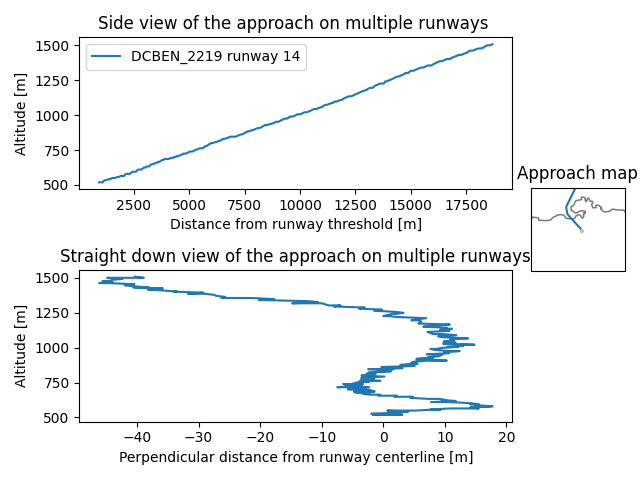 Side view of the approach on multiple runways
Altitude [m]
1500
1250
1000
750
500
DCBEN_2219 runway 14
2500 5000 7500 10000 12500 15000 17500
Distance from runway threshold [m]
Approach map
Straight down view of the approach on multiple runways
Altitude [m]
1500
1250
1000
750
500
−40 −30 −20 −10 0 10 20
Perpendicular distance from runway centerline [m]